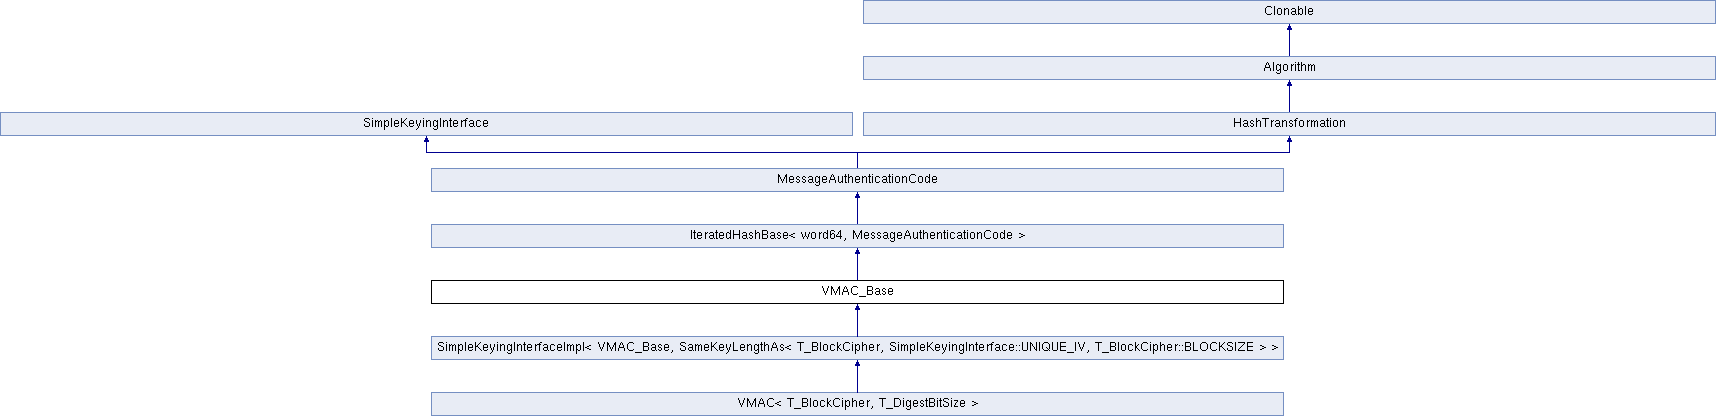 Clonable
Algorithm
SimpleKeyingInterface
HashTransformation
MessageAuthenticationCode
IteratedHashBase< word64, MessageAuthenticationCode >
VMAC_Base
SimpleKeyingInterfaceImpl< VMAC_Base, SameKeyLengthAs< T_BlockCipher, SimpleKeyingInterface::UNIQUE_IV, T_BlockCipher::BLOCKSIZE > >
VMAC< T_BlockCipher, T_DigestBitSize >